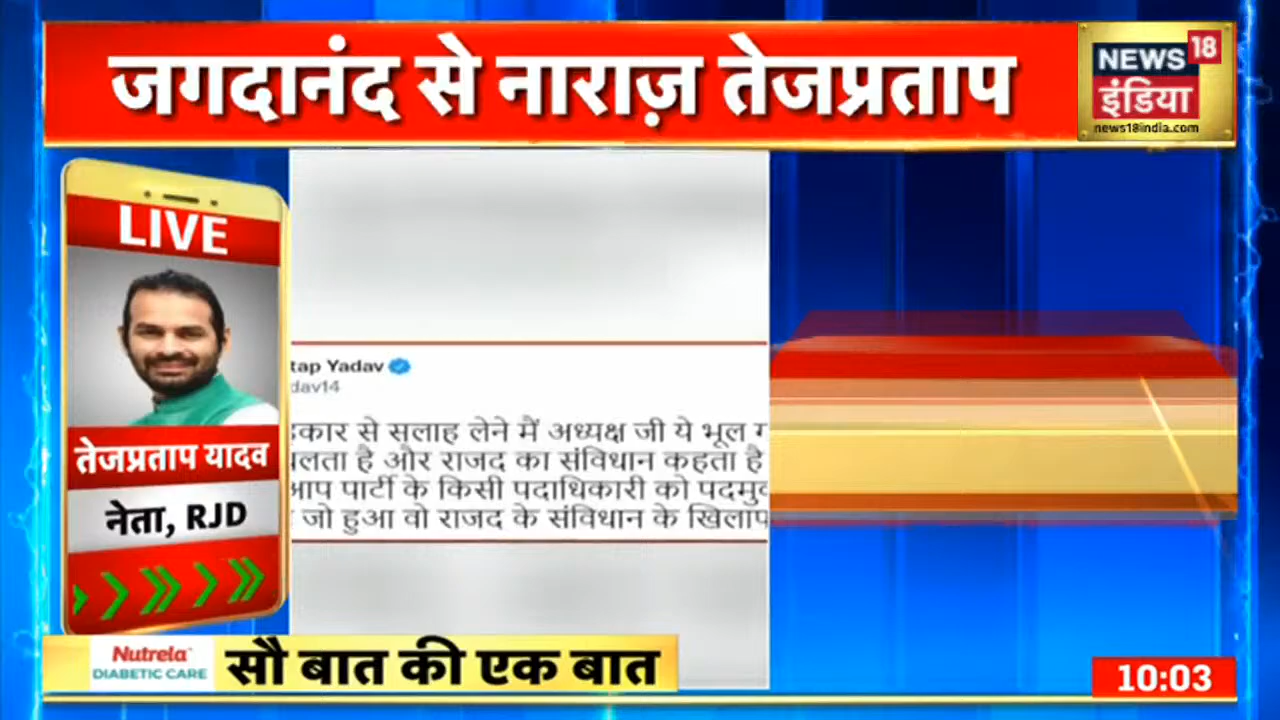 जगदानंद से नाराज़ तेजप्रताप
NEWS 18
इंडिया
news18india.com
LIVE
तेजप्रताप यादव
नेता, RJD
tap Yadav
dav14
से सलाह लेने मैं अध्यक्ष जी ये भूल
है और राजद का संविधान कहता है
आप पार्टी के किसी पदाधिकारी को
जो हुआ वो राजद के संविधान के खिलाप
Nutrela
DIABETIC CARE
सौ बात की एक बात
10:03